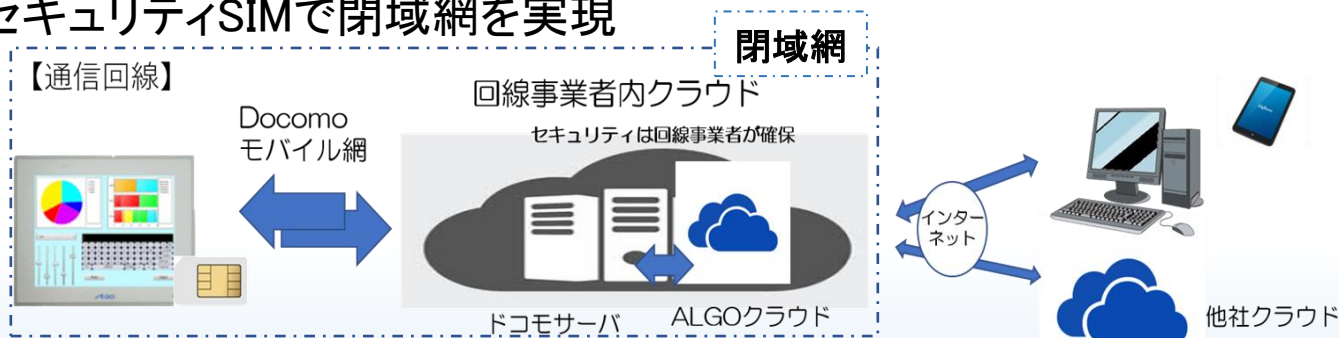 セキュリティSIMで閉域網を実現
閉域網
【通信回線】
回線事業者内クラウド
Docomo
モバイル網
セキュリティは回線事業者が確保
インター
ネット
ドコモサーバ
ALGOクラウド
他社クラウド